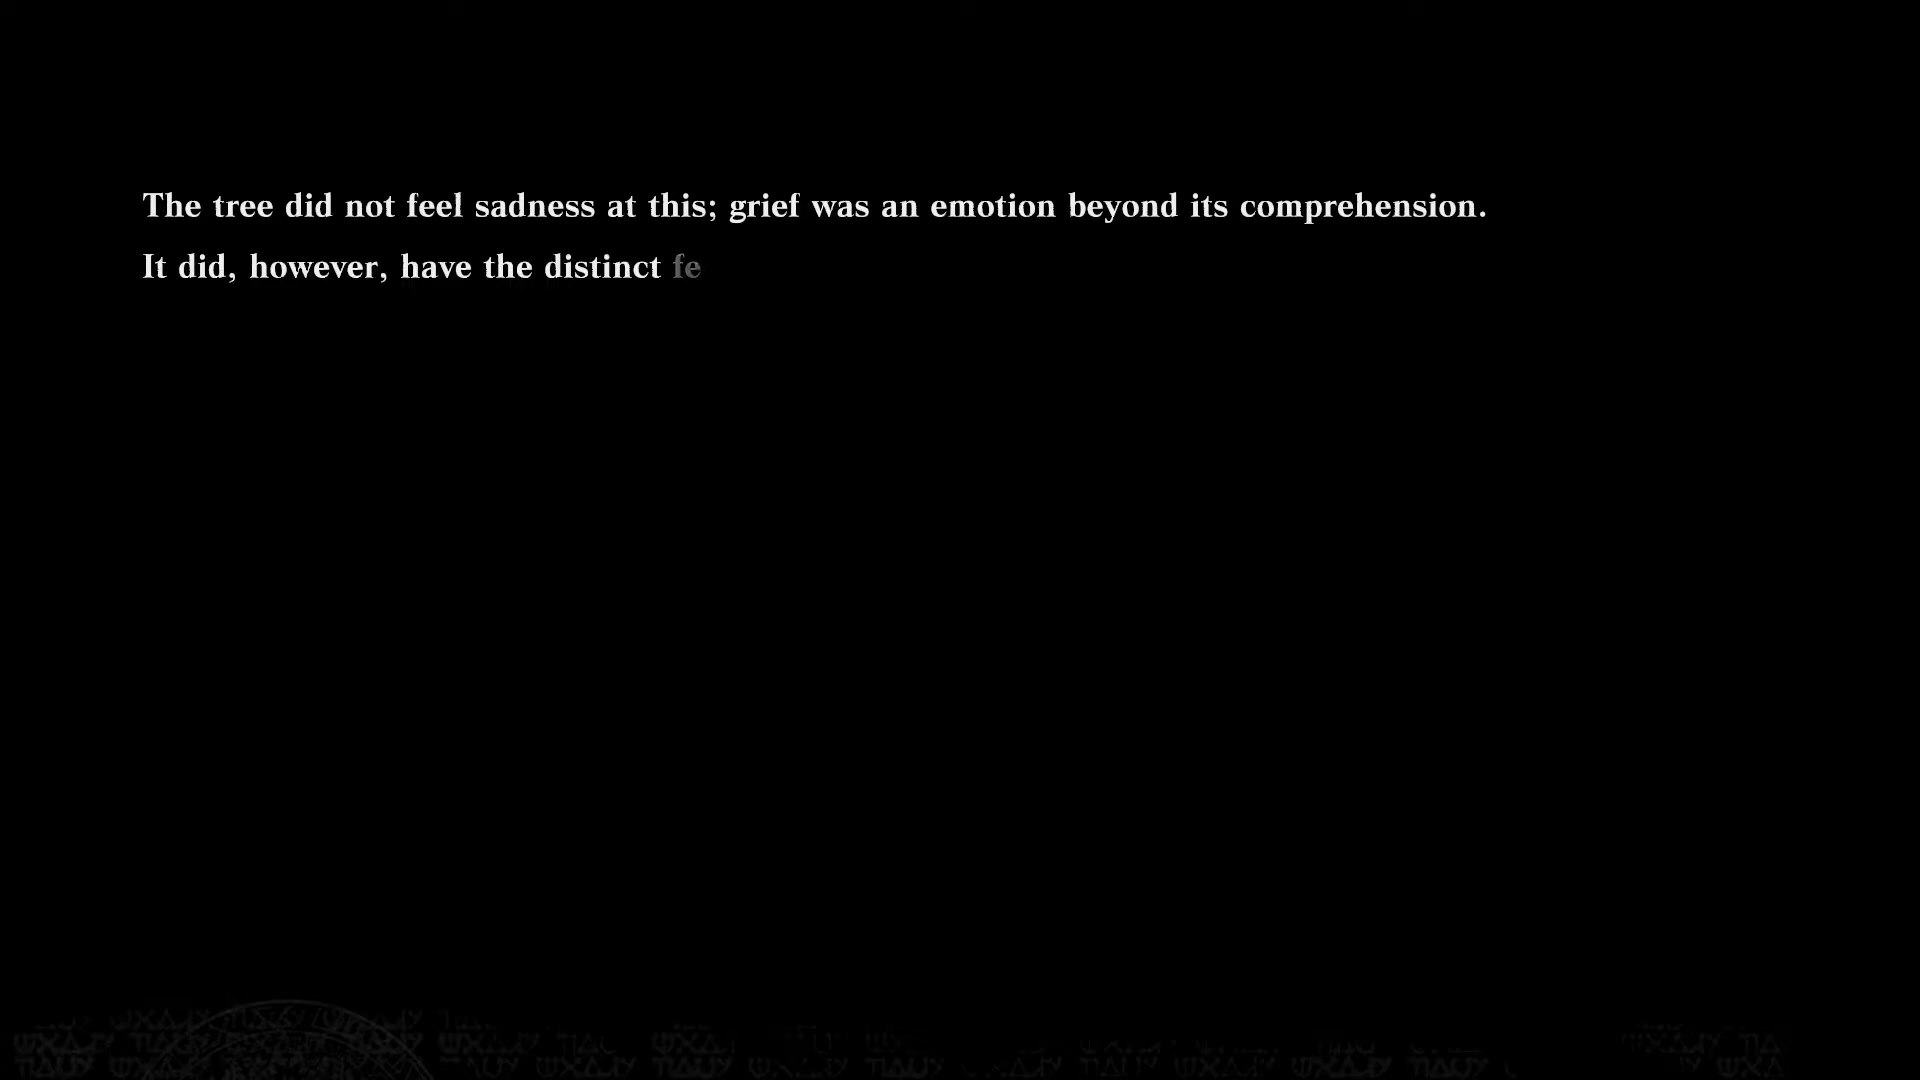 The tree did not feel sadness at this; grief was an emotion beyond its comprehension.
It did, however, have the distinct fe